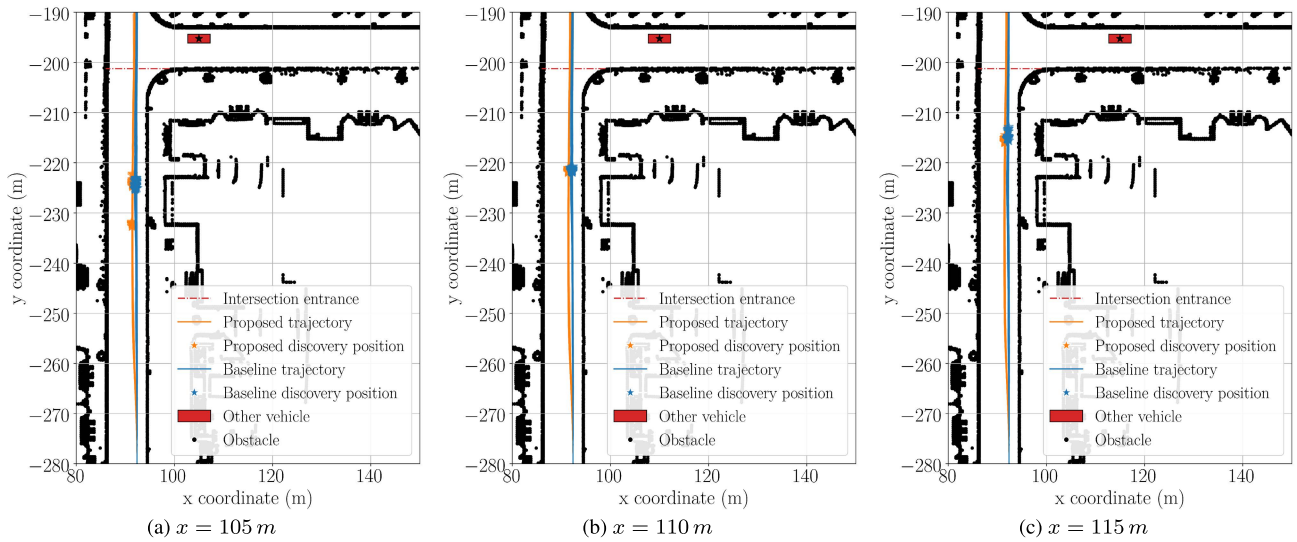 −190
−200
−210
−220
−230
−240
−250
−260
−270
−280
y coordinate (m)
Intersection entrance
Proposed trajectory
Proposed discovery position
Baseline trajectory
Baseline discovery position
Other vehicle
Obstacle
80 100 120 140
x coordinate (m)
(a) x = 105 m
−190
−200
−210
−220
−230
−240
−250
−260
−270
−280
y coordinate (m)
Intersection entrance
Proposed trajectory
Proposed discovery position
Baseline trajectory
Baseline discovery position
Other vehicle
Obstacle
80 100 120 140
x coordinate (m)
(b) x = 110 m
−190
−200
−210
−220
−230
−240
−250
−260
−270
−280
y coordinate (m)
Intersection entrance
Proposed trajectory
Proposed discovery position
Baseline trajectory
Baseline discovery position
Other vehicle
Obstacle
80 100 120 140
x coordinate (m)
(c) x = 115 m